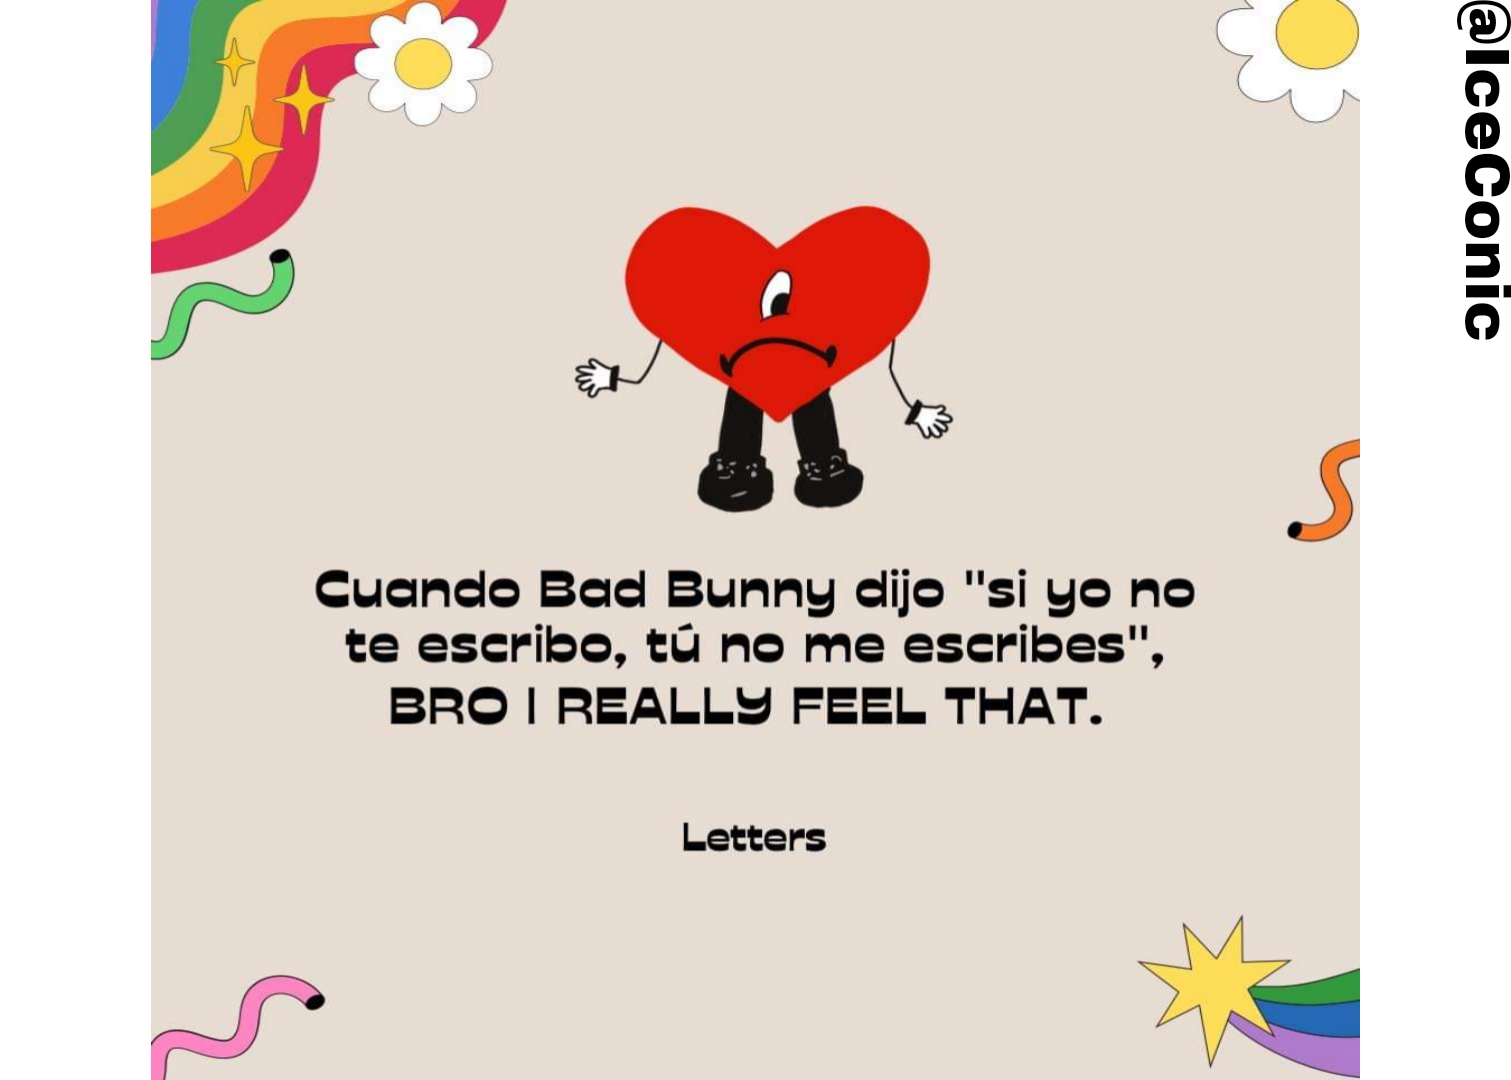 Cuando Bad Bunny dijo "si yo no
te escribo, tú no me escribes",
BRO I REALLY FEEL THAT.
Letters
@IceConic